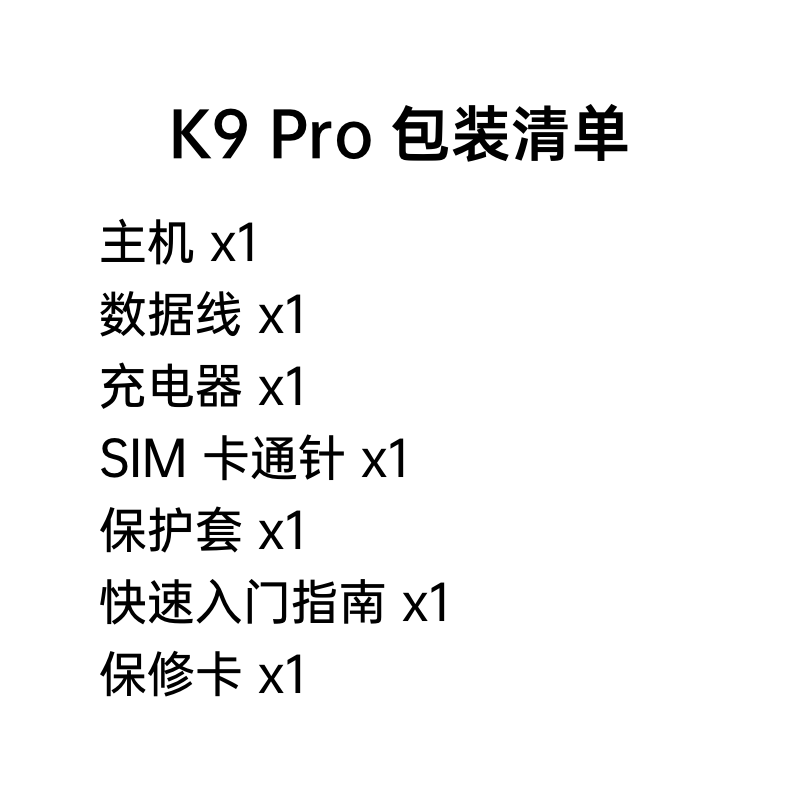 K9 Pro 包装清单
主机 x1
数据线 x1
充电器 x1
SIM 卡通针 x1
保护套 x1
快速入门指南 x1
保修卡 x1